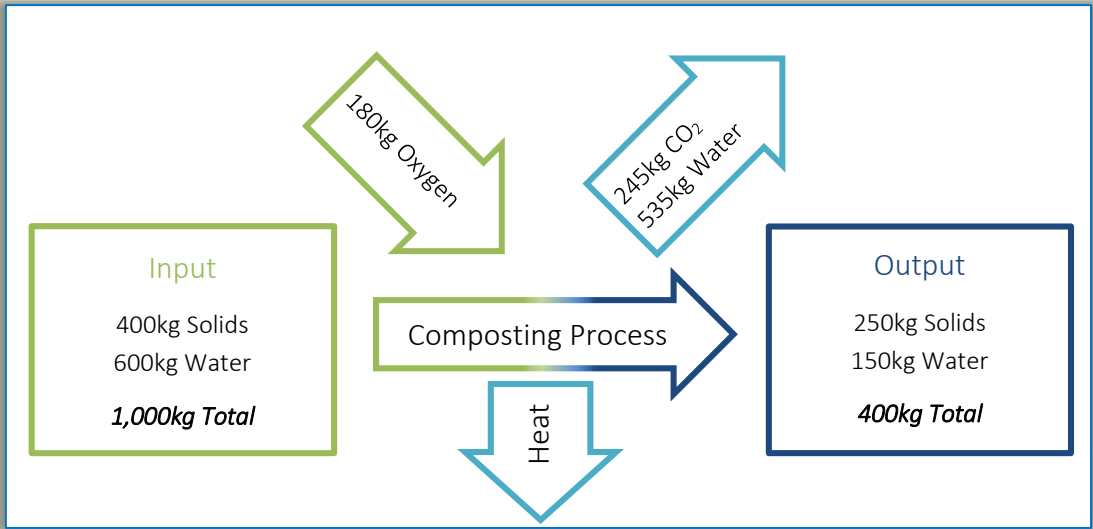 180kg Oxygen
245kg CO₂
535kg Water
Input
400kg Solids
600kg Water
1,000kg Total
Composting Process
Heat
Output
250kg Solids
150kg Water
400kg Total